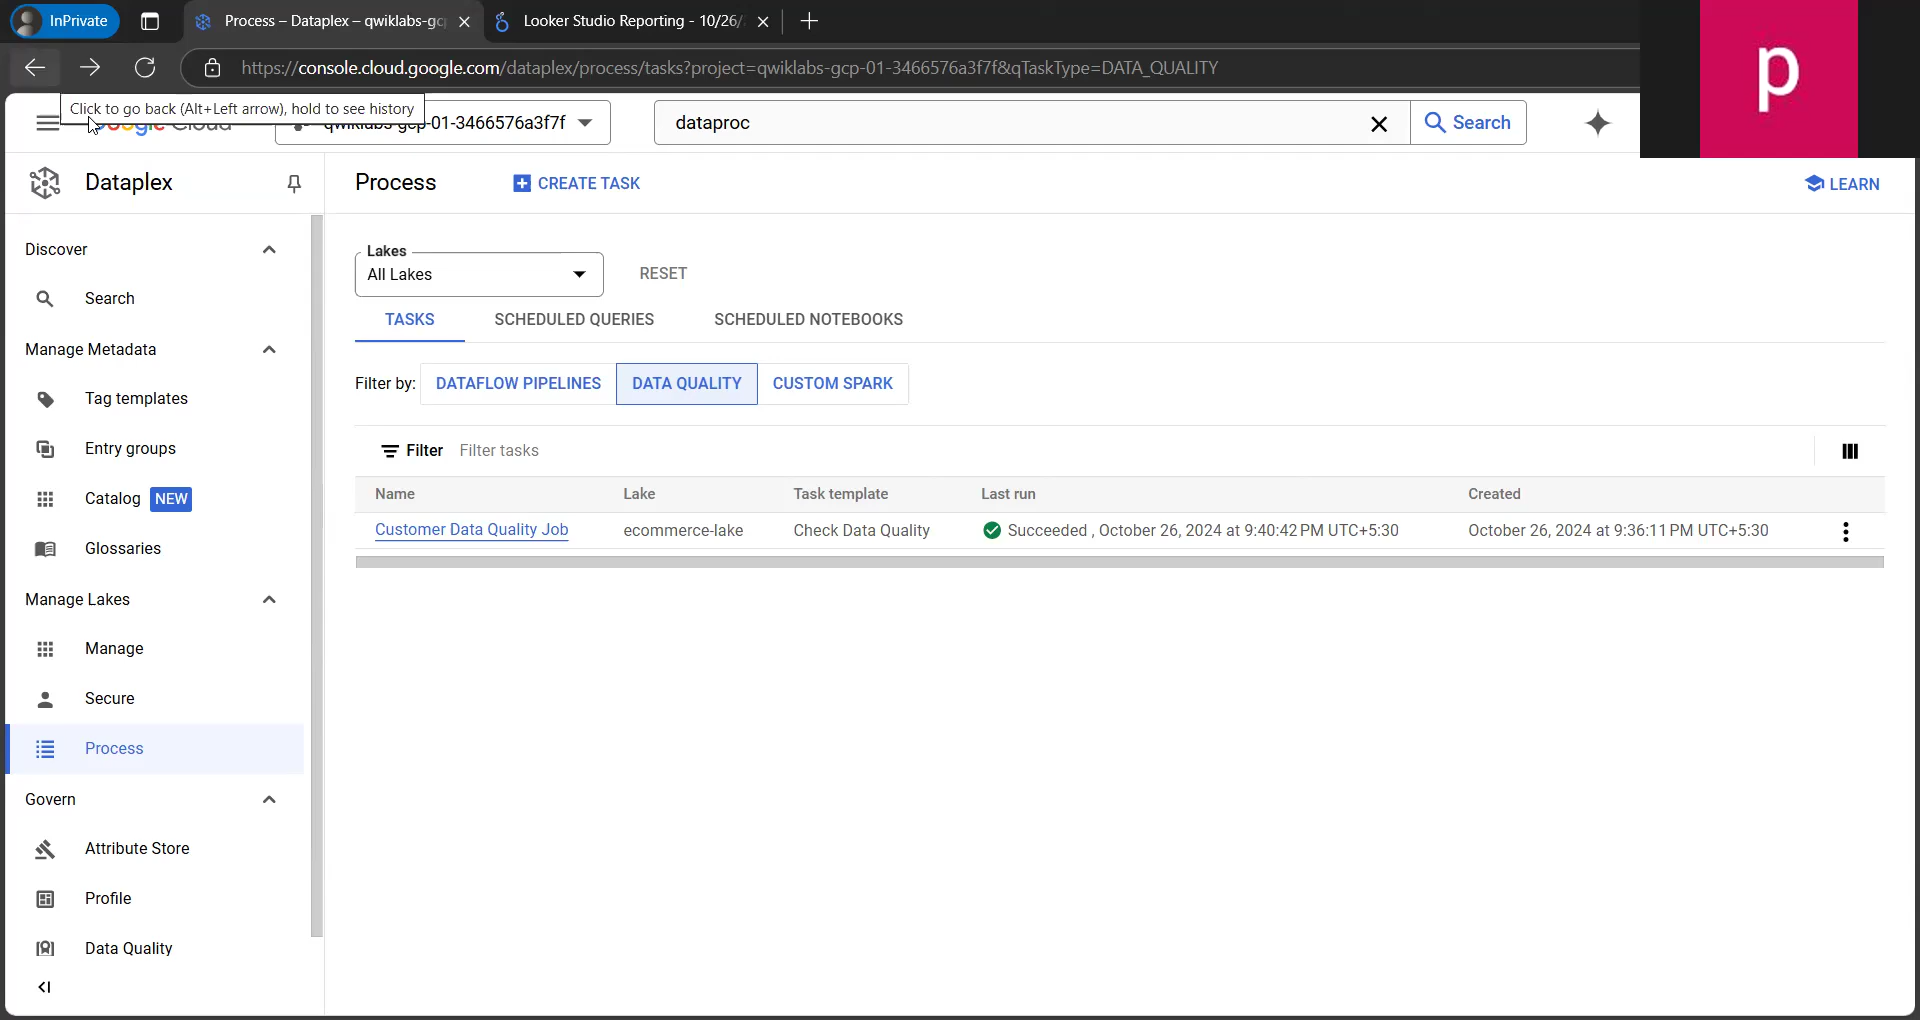 InPrivate
Process – Dataplex – qwiklabs-gc
Looker Studio Reporting - 10/26/
https://console.cloud.google.com/dataplex/process/tasks?project=qwiklabs-gcp-01-3466576a3f7f&qTaskType=DATA_QUALITY
p
Click to go back (Alt+Left arrow), hold to see history
Google Cloud
qwiklabs-gcp-01-3466576a3f7f
dataproc
Search
Dataplex
Process
CREATE TASK
LEARN
Discover
Search
Manage Metadata
Tag templates
Entry groups
Catalog NEW
Glossaries
Manage Lakes
Manage
Secure
Process
Govern
Attribute Store
Profile
Data Quality
Lakes
All Lakes
RESET
TASKS SCHEDULED QUERIES SCHEDULED NOTEBOOKS
Filter by: DATAFLOW PIPELINES DATA QUALITY CUSTOM SPARK
Filter Filter tasks
Name Lake Task template Last run Created
Customer Data Quality Job ecommerce-lake Check Data Quality Succeeded , October 26, 2024 at 9:40:42 PM UTC+5:30 October 26, 2024 at 9:36:11 PM UTC+5:30